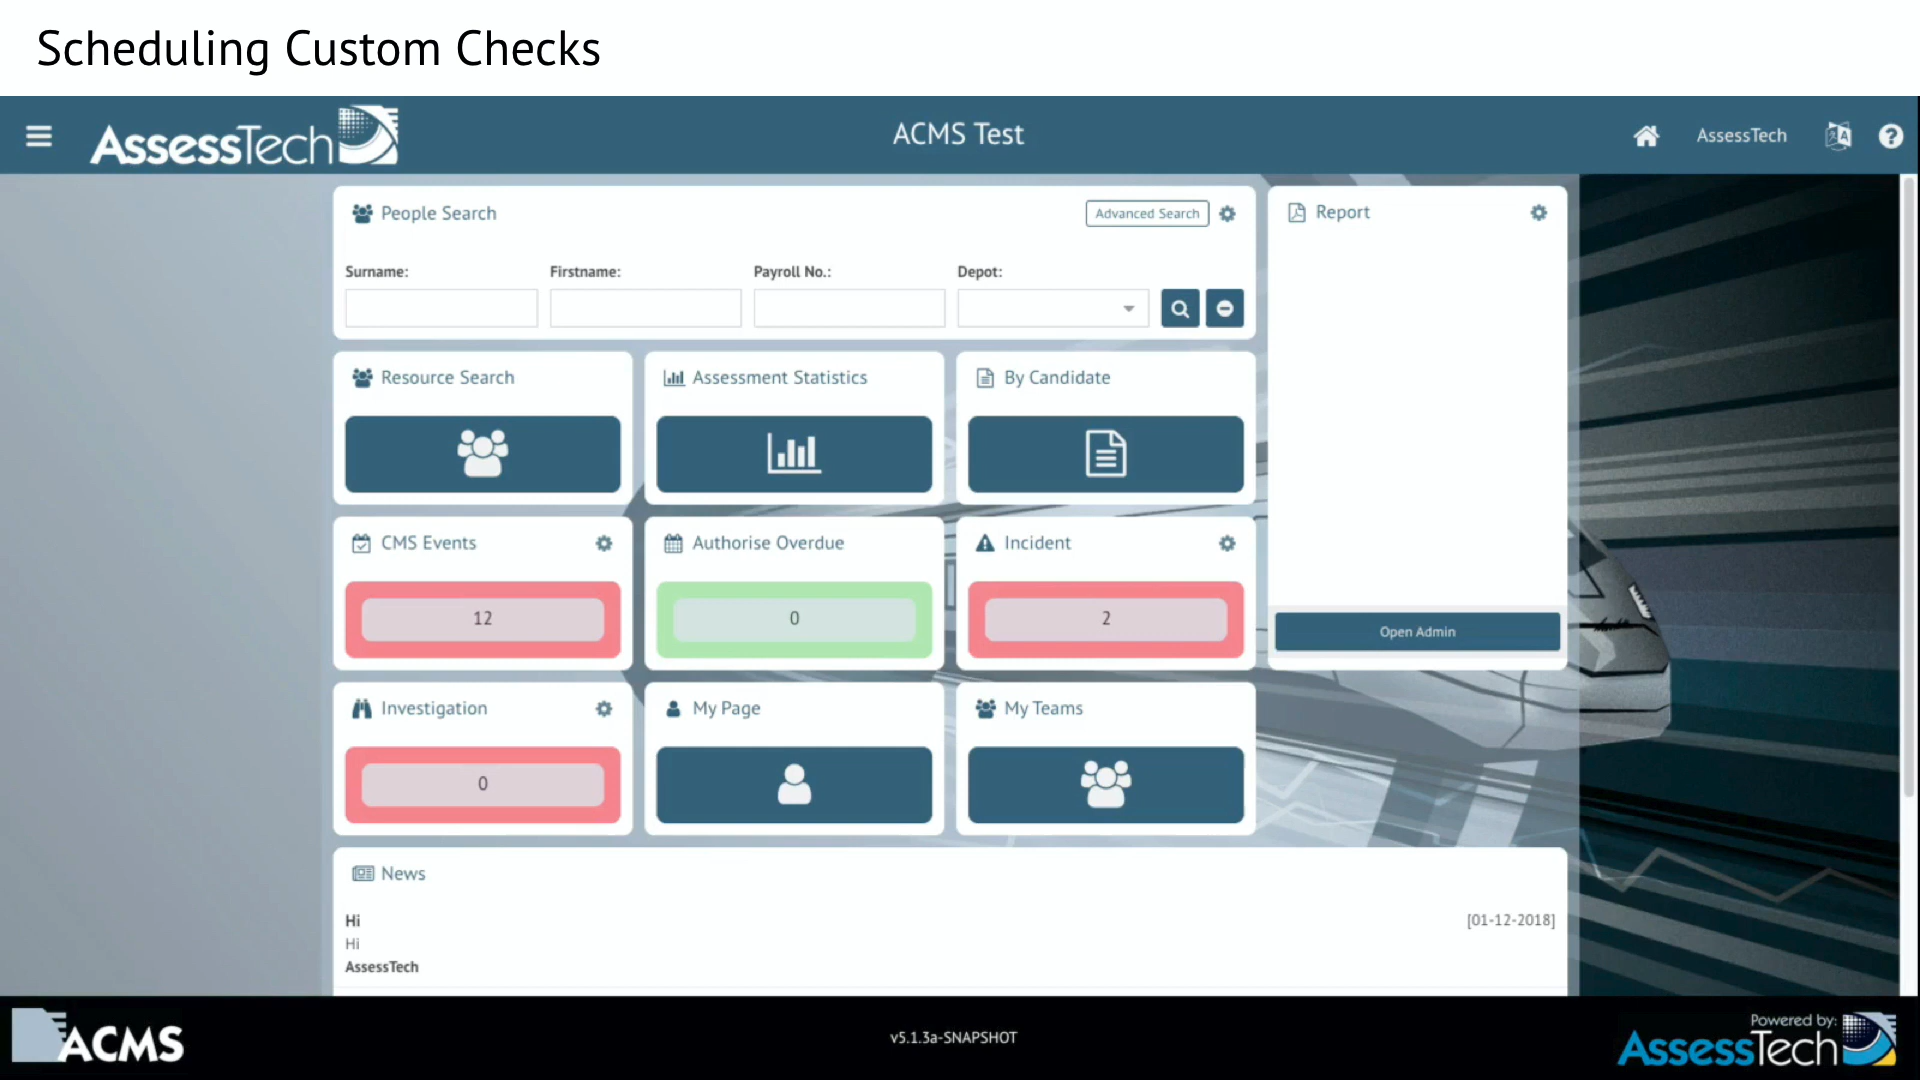 Scheduling Custom Checks
AssessTech
ACMS Test
AssessTech
People Search
Advanced Search
Report
Surname:
Firstname:
Payroll No.:
Depot:
Resource Search
Assessment Statistics
By Candidate
CMS Events
Authorise Overdue
Incident
12
0
2
Open Admin
Investigation
My Page
My Teams
0
News
Hi
[01-12-2018]
Hi
AssessTech
ACMS
v5.1.3a-SNAPSHOT
Powered by:
AssessTech